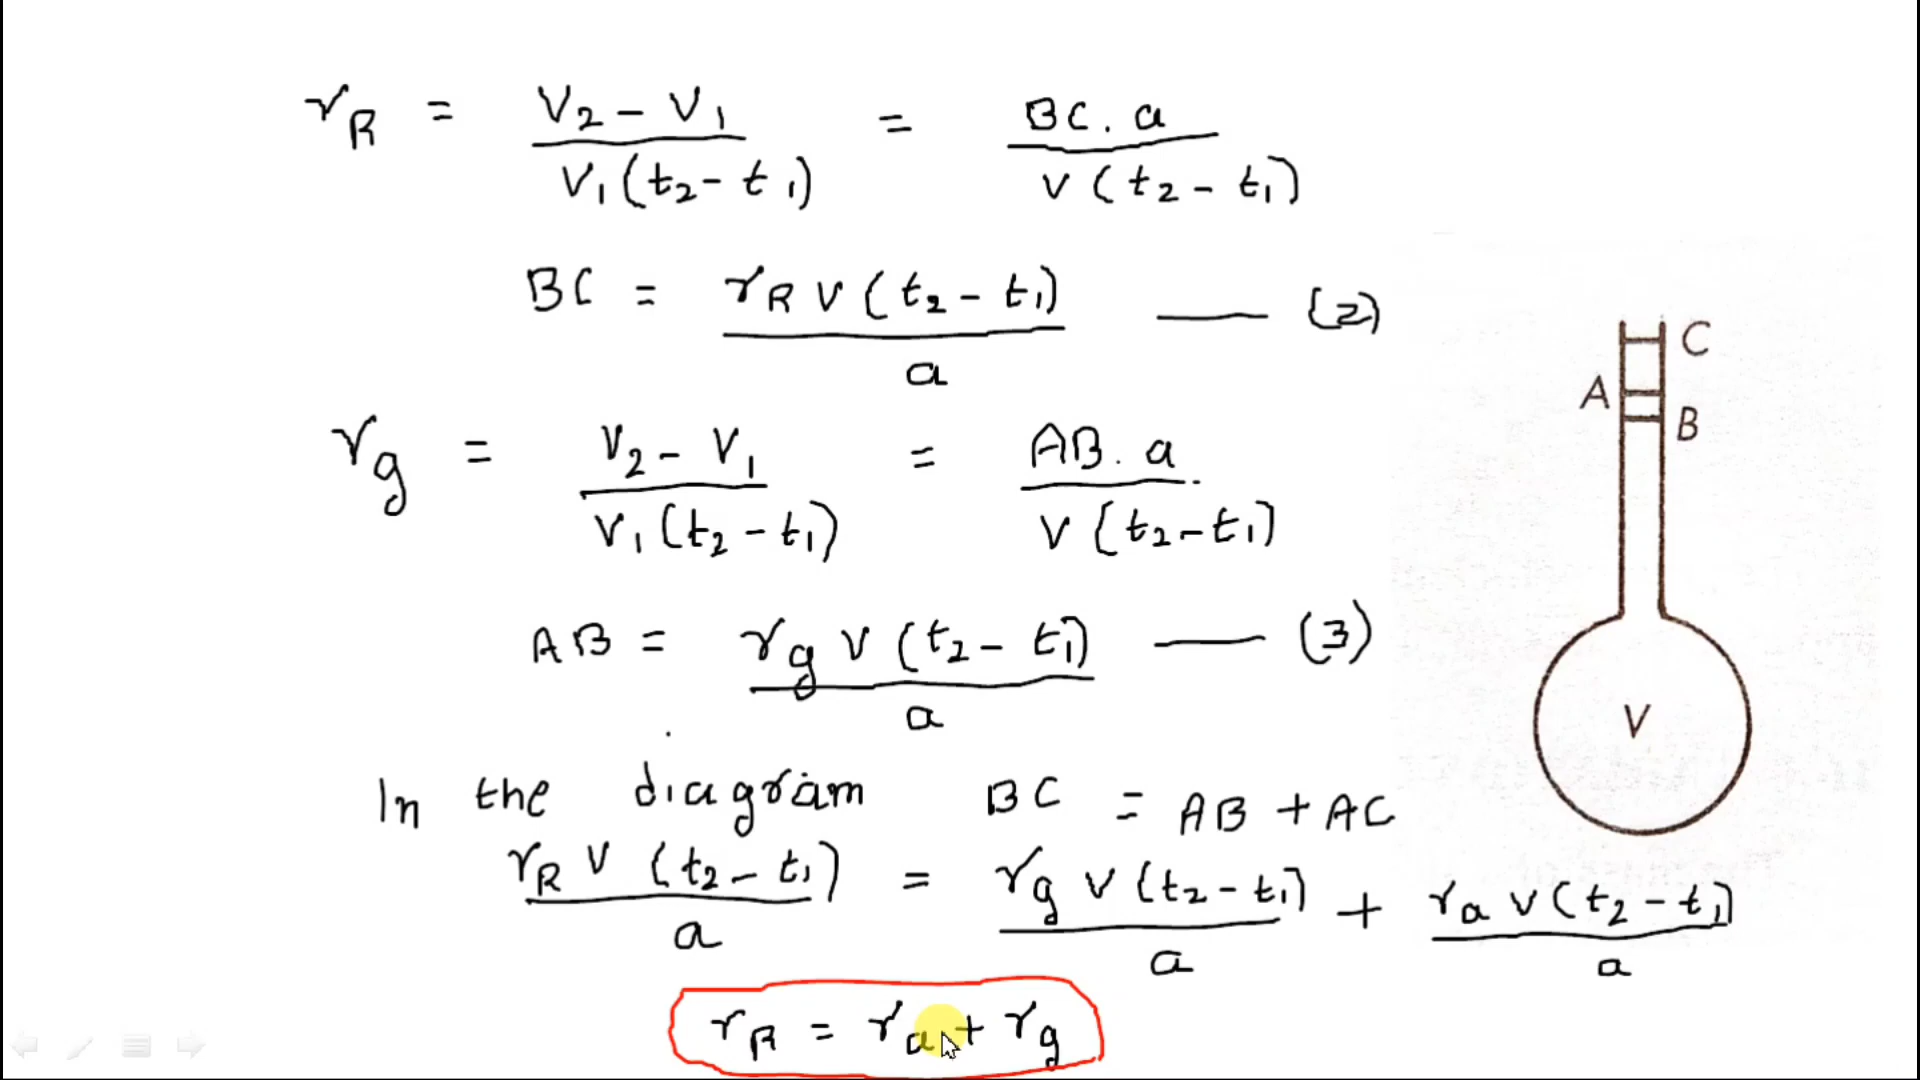 γR = V2 - V1 / V1(t2 - t1) = BC. a / V (t2 - t1)
BC = γR V (t2 - t1) / a —— (2)
γg = V2 - V1 / V1(t2 - t1) = AB. a / V (t2 - t1)
AB = γg V (t2 - t1) / a —— (3)
In the diagram BC = AB + AC
γR V (t2 - t1) / a = γg V (t2 - t1) / a + γa V (t2 - t1) / a
γR = γa + γg
C
A
B
V